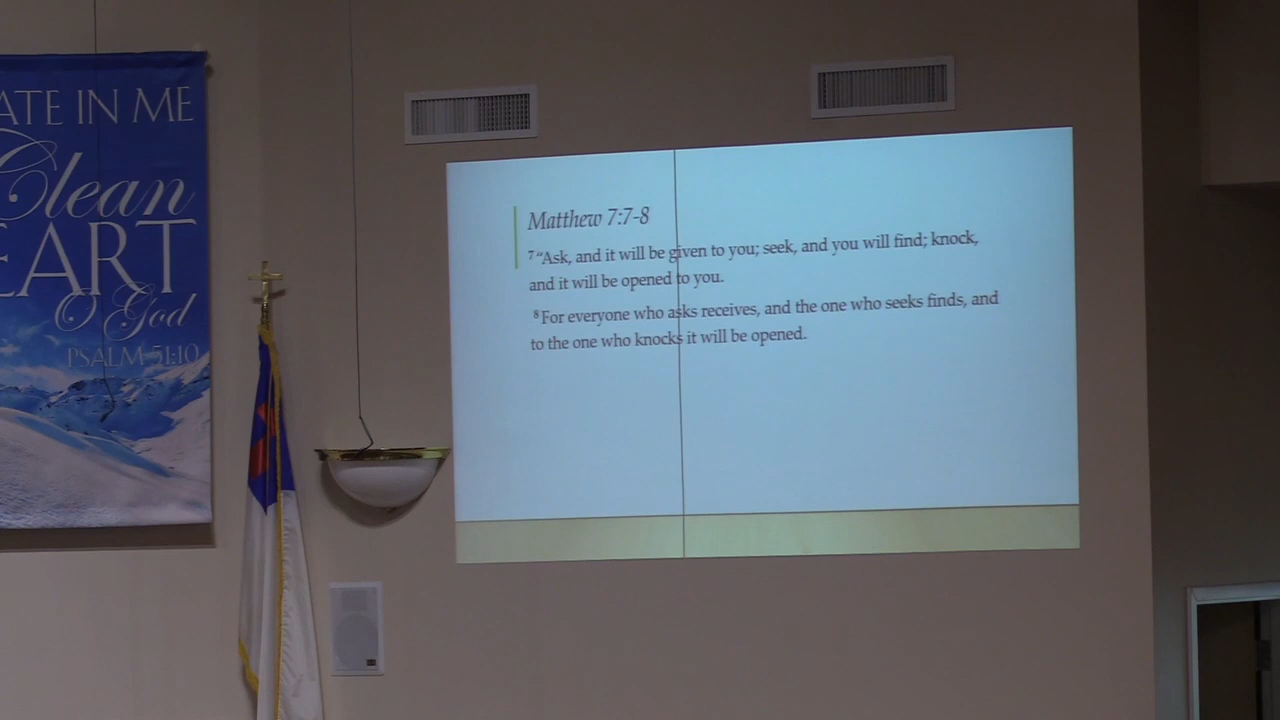 ATE IN ME
Clean
EART
O God
PSALM 51:10
Matthew 7:7-8
7 “Ask, and it will be given to you; seek, and you will find; knock,
and it will be opened to you.
8 For everyone who asks receives, and the one who seeks finds, and
to the one who knocks it will be opened.